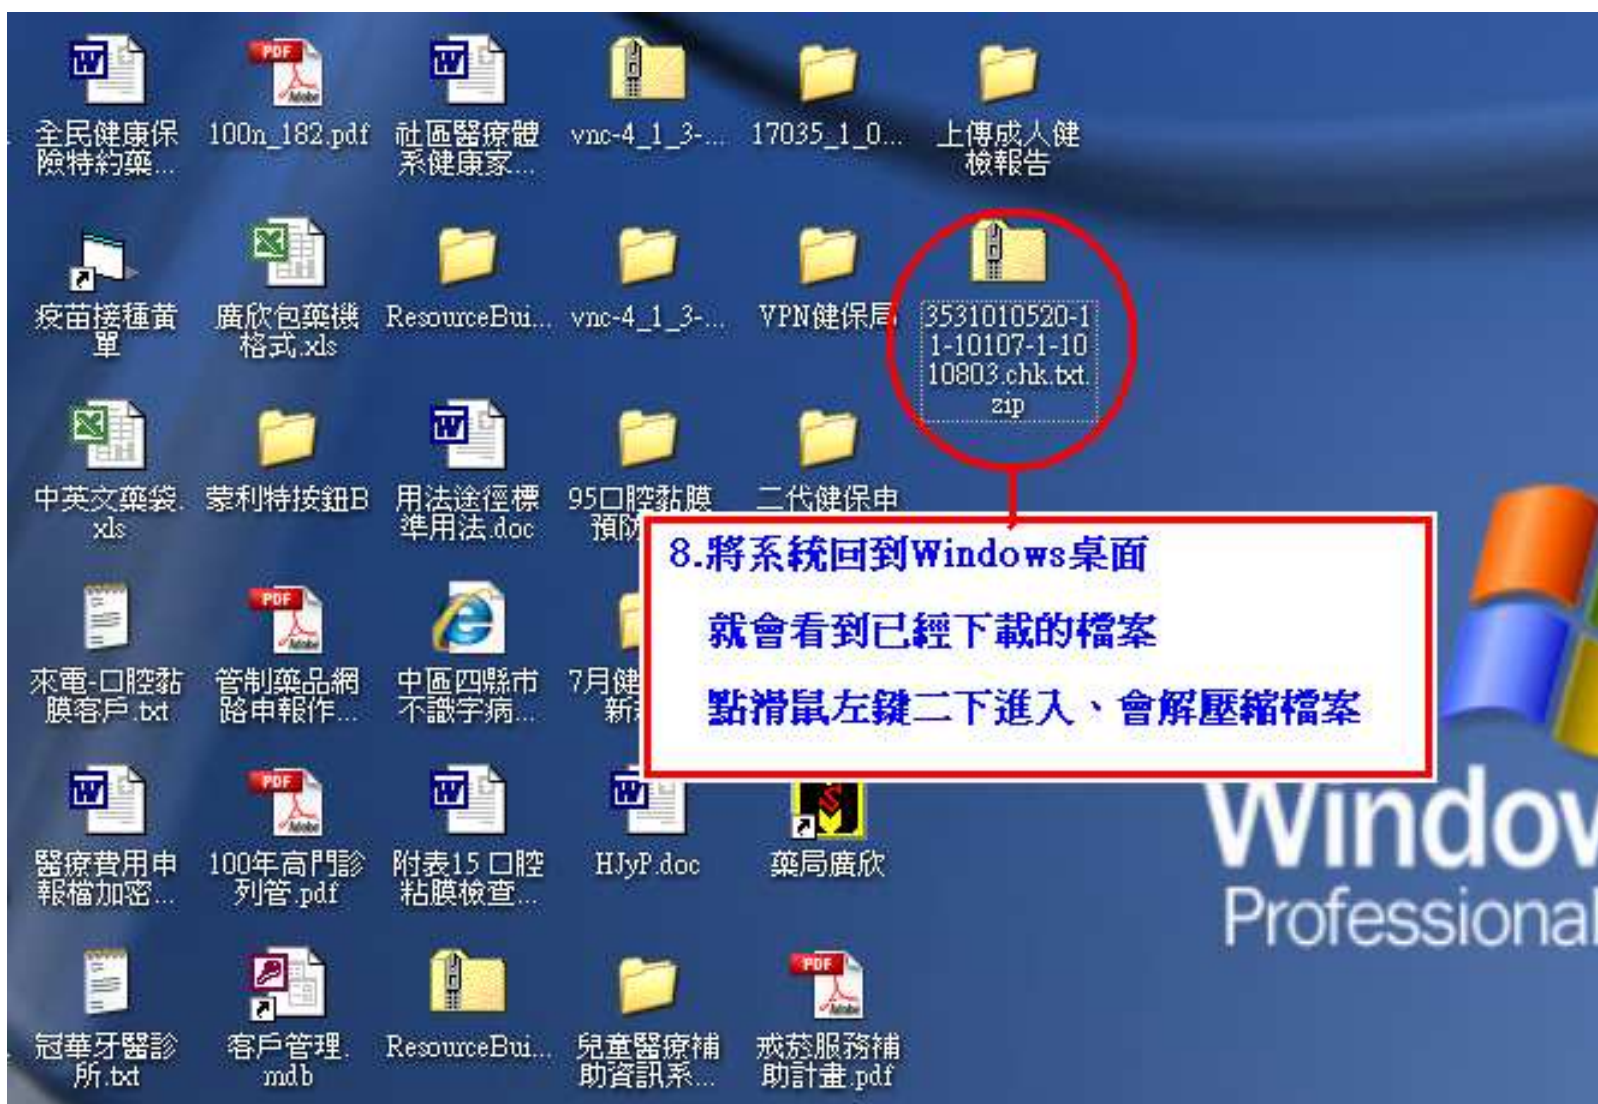 全民健康保
險特約藥...
100n_182.pdf
社區醫療體
系健康家...
vnc-4_1_3-...
17035_1_0...
上傳成人健
檢報告
疫苗接種黃
單
廣欣包藥機
格式.xls
ResourceBui...
vnc-4_1_3-...
VPN健保局
3531010520-1
1-10107-1-10
10803.chk.txt.
zip
中英文藥袋.
xls
蒙利特按鈕B
用法途徑標
準用法.doc
95口腔黏膜
預防
二代健保申
8.將系統回到Windows桌面
就會看到已經下載的檔案
點滑鼠左鍵二下進入、會解壓縮檔案
來電-口腔黏
膜客戶.txt
管制藥品網
路申報作...
中區四縣市
不識字病...
7月健
新
醫療費用申
報檔加密...
100年高門診
列管.pdf
附表15 口腔
粘膜檢查...
HJyP.doc
藥局廣欣
Window
Professional
冠華牙醫診
所.txt
客戶管理.
mdb
ResourceBui...
兒童醫療補
助資訊系...
戒菸服務補
助計畫.pdf